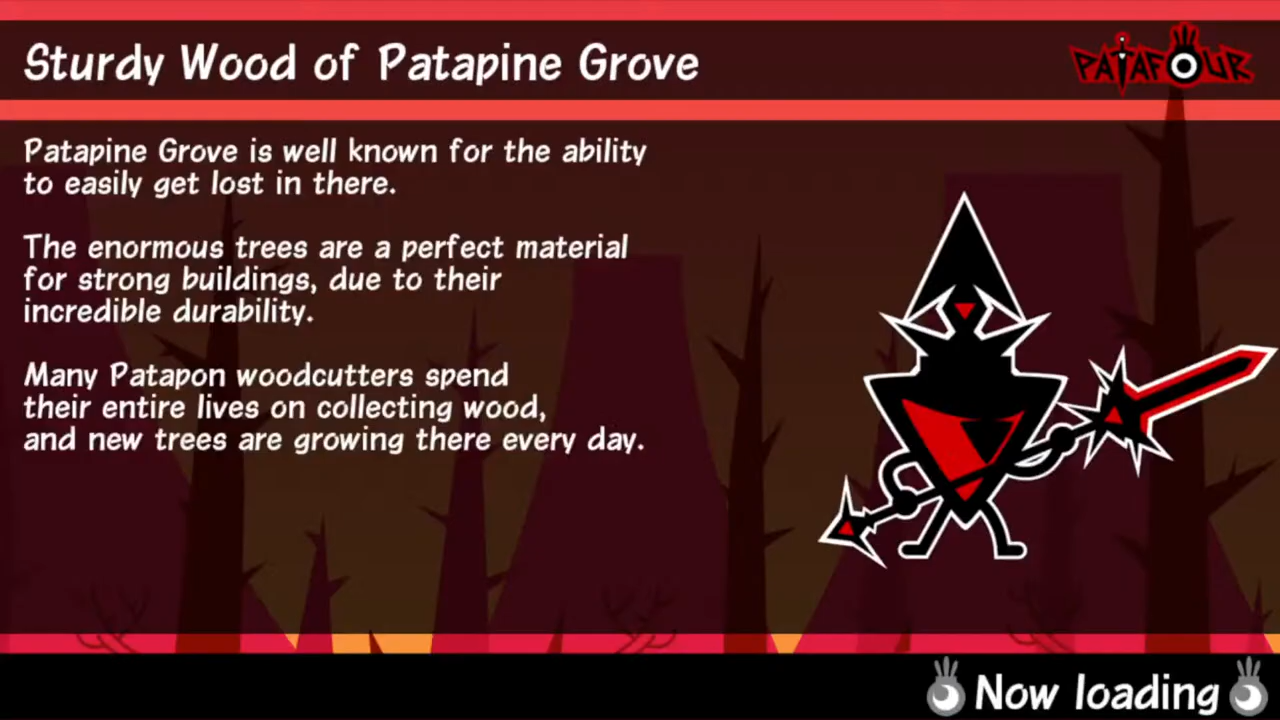 Sturdy Wood of Patapine Grove
PATAFOUR
Patapine Grove is well known for the ability
to easily get lost in there.
The enormous trees are a perfect material
for strong buildings, due to their
incredible durability.
Many Patapon woodcutters spend
their entire lives on collecting wood,
and new trees are growing there every day.
Now loading